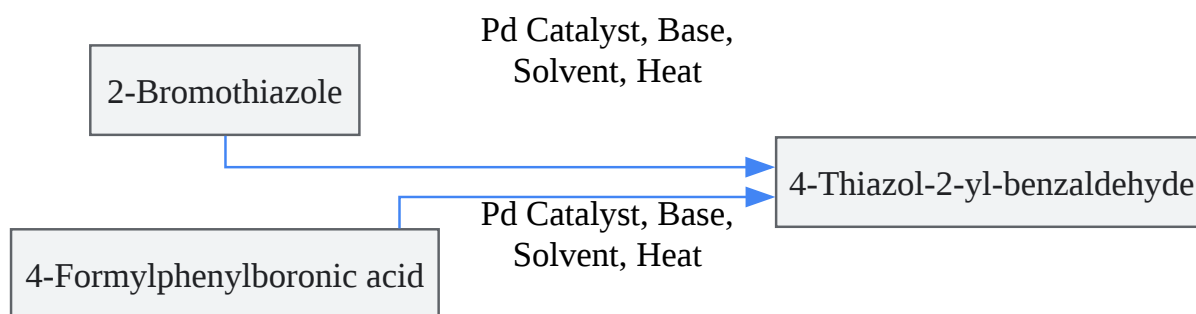 Pd Catalyst, Base,
Solvent, Heat
2-Bromothiazole
4-Thiazol-2-yl-benzaldehyde
Pd Catalyst, Base,
Solvent, Heat
4-Formylphenylboronic acid